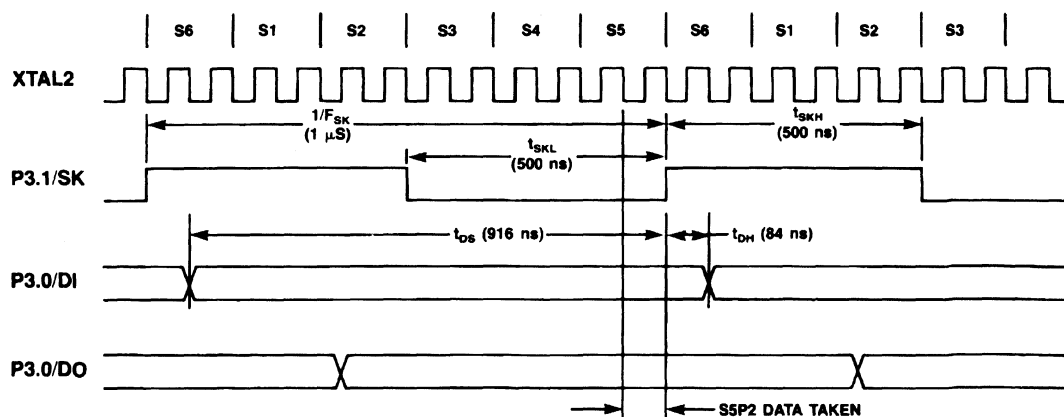 S6 S1 S2 S3 S4 S5 S6 S1 S2 S3
XTAL2
1/FSK
(1 μS)
tSKH
(500 ns)
tSKL
(500 ns)
P3.1/SK
tDS (916 ns)
tDH (84 ns)
P3.0/DI
P3.0/DO
S5P2 DATA TAKEN